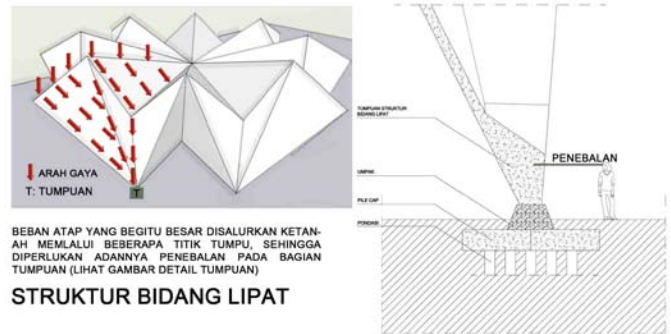 ARAH GAYA
T: TUMPUAN
T
BEBAN ATAP YANG BEGITU BESAR DISALURKAN KETAN-
AH MEMLALUI BEBERAPA TITIK TUMPU, SEHINGGA
DIPERLUKAN ADANNYA PENEBALAN PADA BAGIAN
TUMPUAN (LIHAT GAMBAR DETAIL TUMPUAN)
STRUKTUR BIDANG LIPAT
TUMPUAN STRUKTUR
BIDANG LIPAT
PENEBALAN
UMPAK
PILE CAP
PONDASI